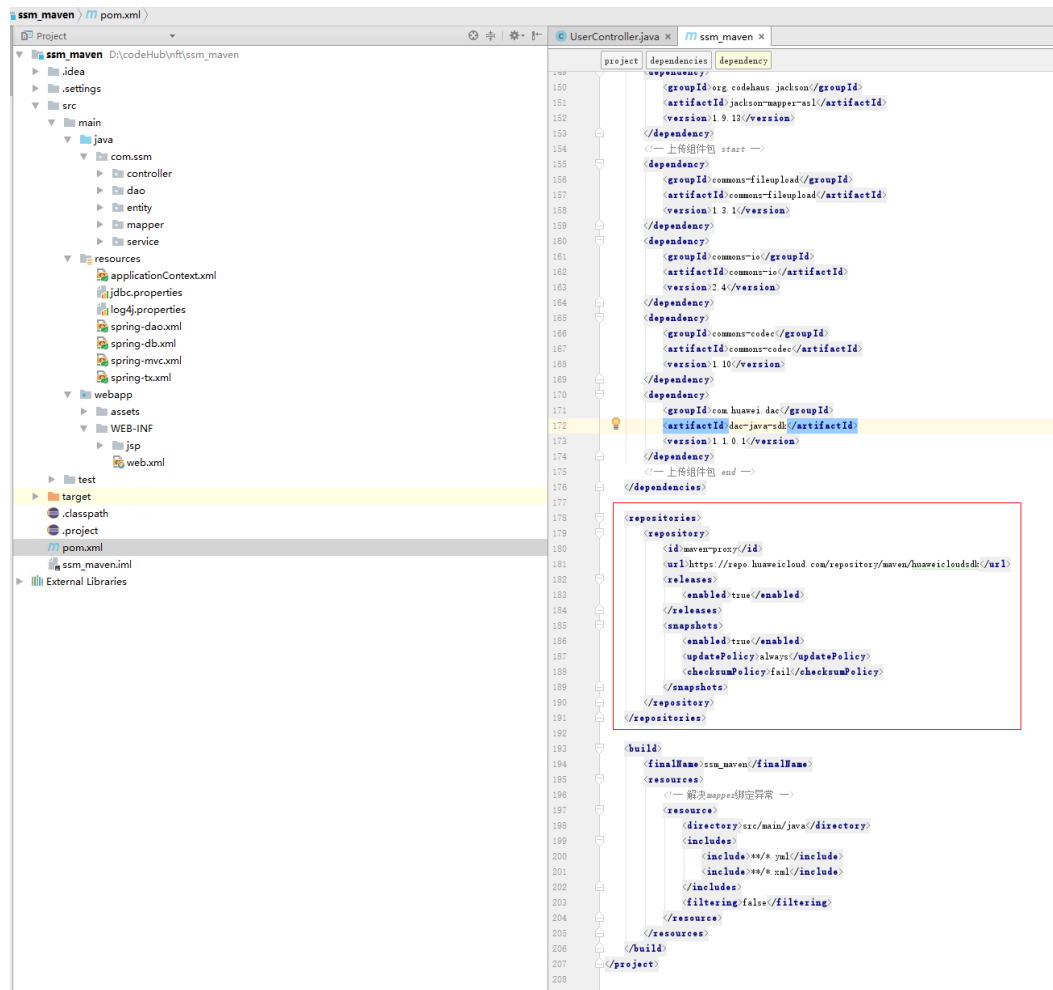 ssm_maven
pom.xml
Project
ssm_maven D:\codeHub\nft\ssm_maven
.idea
.settings
src
main
java
com.ssm
controller
dao
entity
mapper
service
resources
applicationContext.xml
jdbc.properties
log4j.properties
spring-dao.xml
spring-db.xml
spring-mvc.xml
spring-tx.xml
webapp
assets
WEB-INF
jsp
web.xml
test
target
.classpath
.project
pom.xml
ssm_maven.iml
External Libraries
UserController.java ×
ssm_maven ×
project dependencies dependency
149 <dependency>
150 <groupId>org.codehaus.jackson</groupId>
151 <artifactId>jackson-mapper-asl</artifactId>
152 <version>1.9.13</version>
153 </dependency>
154 <!-- 上传组件包 start -->
155 <dependency>
156 <groupId>commons-fileupload</groupId>
157 <artifactId>commons-fileupload</artifactId>
158 <version>1.3.1</version>
159 </dependency>
160 <dependency>
161 <groupId>commons-io</groupId>
162 <artifactId>commons-io</artifactId>
163 <version>2.4</version>
164 </dependency>
165 <dependency>
166 <groupId>commons-codec</groupId>
167 <artifactId>commons-codec</artifactId>
168 <version>1.10</version>
169 </dependency>
170 <dependency>
171 <groupId>com.huawei.dac</groupId>
172 <artifactId>dac-java-sdk</artifactId>
173 <version>1.1.0.1</version>
174 </dependency>
175 <!-- 上传组件包 end -->
176 </dependencies>
177
178 <repositories>
179 <repository>
180 <id>maven-proxy</id>
181 <url>https://repo.huaweicloud.com/repository/maven/huaweicloudsdk</url>
182 <releases>
183 <enabled>true</enabled>
184 </releases>
185 <snapshots>
186 <enabled>true</enabled>
187 <updatePolicy>always</updatePolicy>
188 <checksumPolicy>fail</checksumPolicy>
189 </snapshots>
190 </repository>
191 </repositories>
192
193 <build>
194 <finalName>ssm_maven</finalName>
195 <resources>
196 <!-- 解决mapper绑定异常 -->
197 <resource>
198 <directory>src/main/java</directory>
199 <includes>
200 <include>**/*.yml</include>
201 <include>**/*.xml</include>
202 </includes>
203 <filtering>false</filtering>
204 </resource>
205 </resources>
206 </build>
207 </project>
208